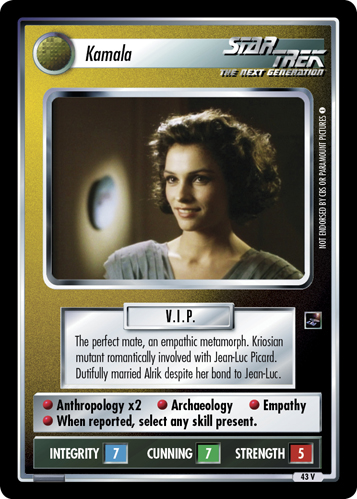 Kamala
STAR TREK
THE NEXT GENERATION
NOT ENDORSED BY CBS OR PARAMOUNT PICTURES
V.I.P.
The perfect mate, an empathic metamorph. Kriosian
mutant romantically involved with Jean-Luc Picard.
Dutifully married Alrik despite her bond to Jean-Luc.
Anthropology x2 Archaeology Empathy
When reported, select any skill present.
INTEGRITY 7 CUNNING 7 STRENGTH 5
43 V